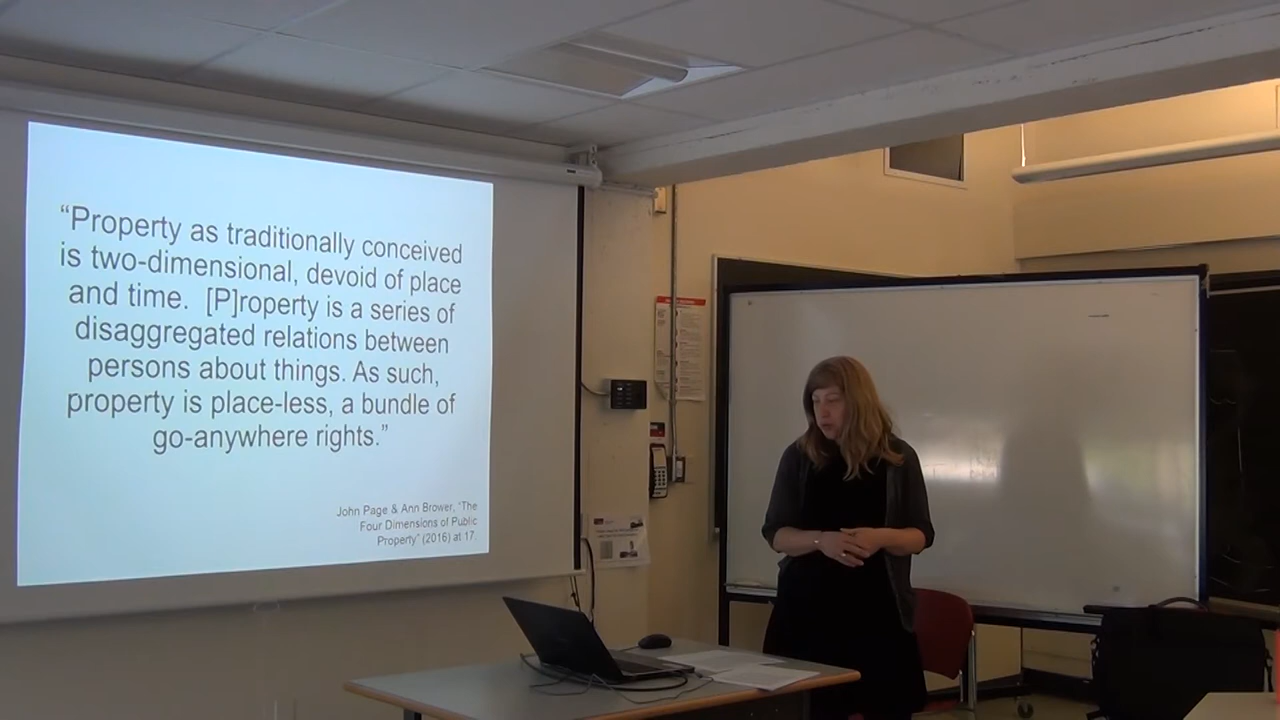 “Property as traditionally conceived
is two-dimensional, devoid of place
and time.  [P]roperty is a series of
disaggregated relations between
persons about things. As such,
property is place-less, a bundle of
go-anywhere rights.”
John Page & Ann Brower, “The
Four Dimensions of Public
Property” (2016) at 17.